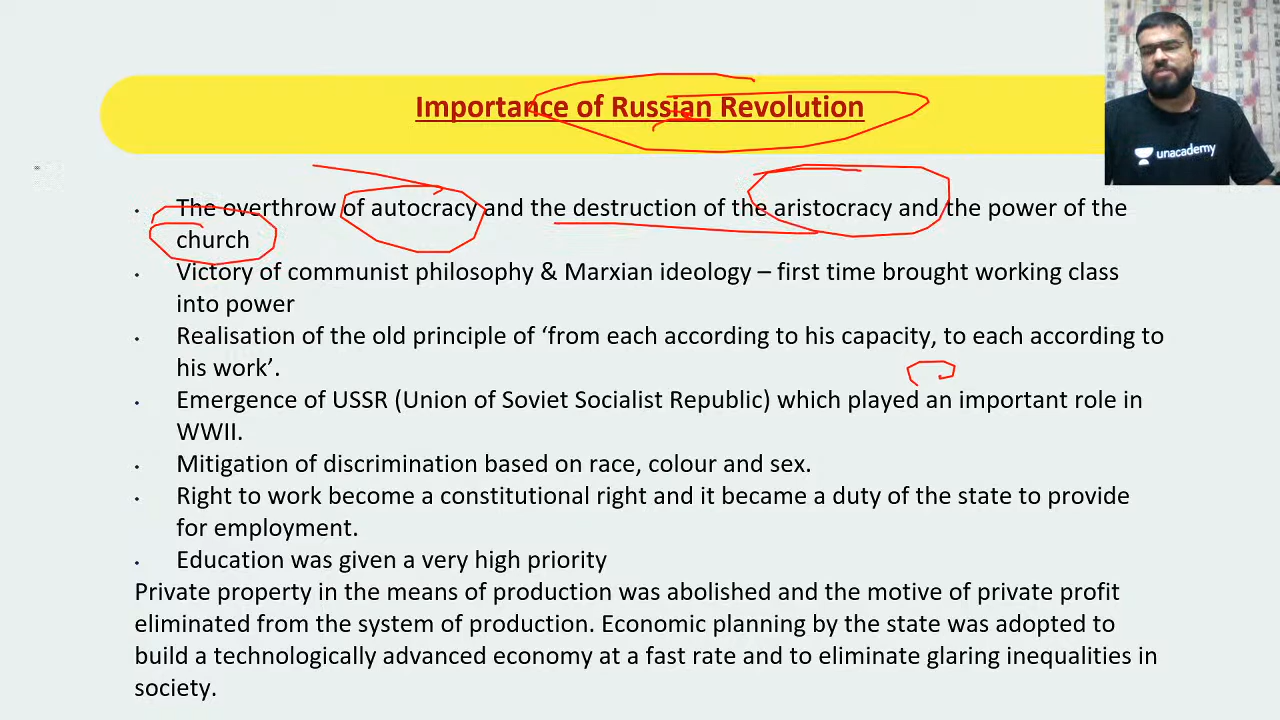 Importance of Russian Revolution
unacademy
• The overthrow of autocracy and the destruction of the aristocracy and the power of the
church
• Victory of communist philosophy & Marxian ideology – first time brought working class
into power
• Realisation of the old principle of ‘from each according to his capacity, to each according to
his work’.
• Emergence of USSR (Union of Soviet Socialist Republic) which played an important role in
WWII.
• Mitigation of discrimination based on race, colour and sex.
• Right to work become a constitutional right and it became a duty of the state to provide
for employment.
• Education was given a very high priority
Private property in the means of production was abolished and the motive of private profit
eliminated from the system of production. Economic planning by the state was adopted to
build a technologically advanced economy at a fast rate and to eliminate glaring inequalities in
society.